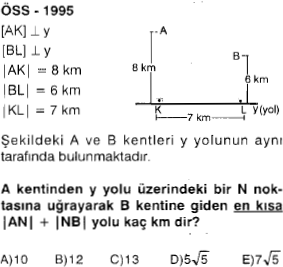 ÖSS - 1995
[AK] ⊥ y
[BL] ⊥ y
|AK| = 8 km
|BL| = 6 km
|KL| = 7 km
A
B
8 km
6 km
K
L
y(yol)
7 km
Şekildeki A ve B kentleri y yolunun aynı
tarafında bulunmaktadır.
A kentinden y yolu üzerindeki bir N nok-
tasına uğrayarak B kentine giden en kısa
|AN| + |NB| yolu kaç km dir?
A)10 B)12 C)13 D)5√5 E)7√5